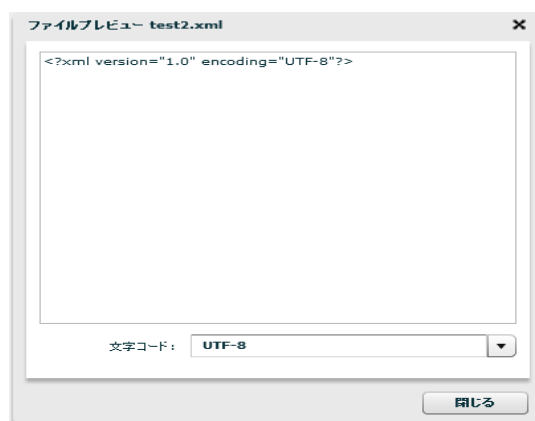 ファイルプレビュー test2.xml
<?xml version="1.0" encoding="UTF-8"?>
文字コード： UTF-8
閉じる